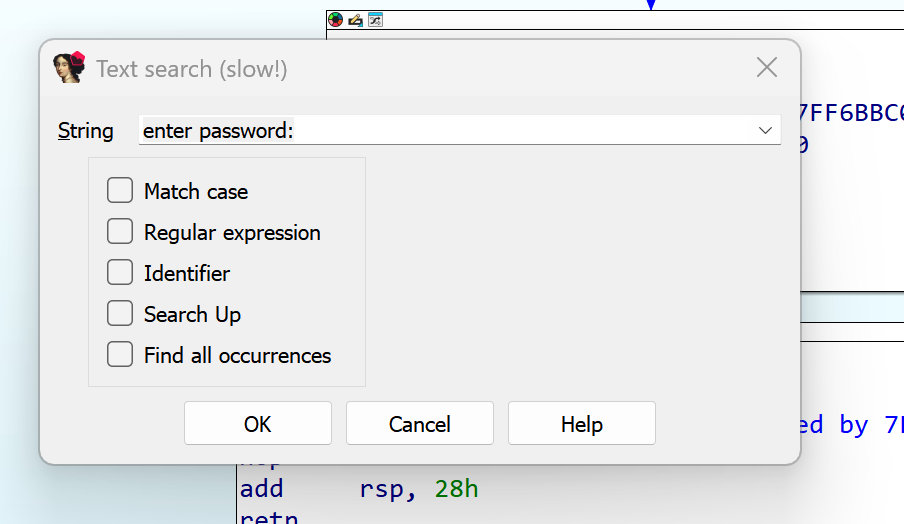 Text search (slow!)
String enter password:
7FF6BBC
Match case
Regular expression
Identifier
Search Up
Find all occurrences
OK Cancel Help
ed by 7
add rsp, 28h
retn